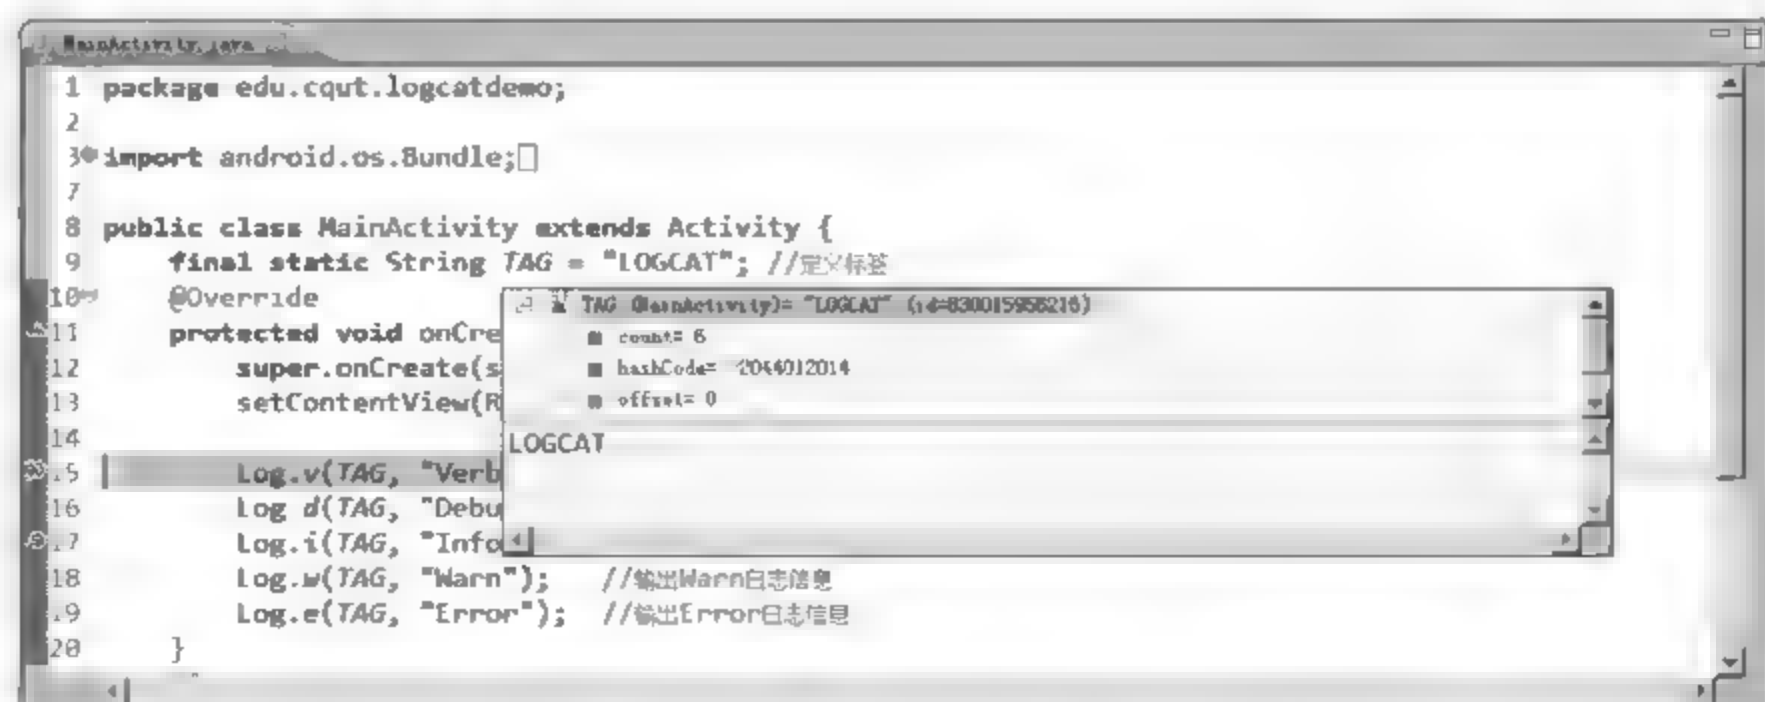 MainActivity.java
1 package edu.cqut.logcatdemo;
2
3 import android.os.Bundle;
7
8 public class MainActivity extends Activity {
9 final static String TAG = "LOGCAT"; //定义标签
10 @Override
11 protected void onCre
12 super.onCreate(s
13 setContentView(R
14
15 Log.v(TAG, "Verb
16 Log.d(TAG, "Debu
17 Log.i(TAG, "Info
18 Log.w(TAG, "Warn"); //输出Warn日志信息
19 Log.e(TAG, "Error"); //输出Error日志信息
20 }
TAG (MainActivity)= "LOGCAT" (id=830015956216)
count= 6
hashCode= 2044012014
offset= 0
LOGCAT